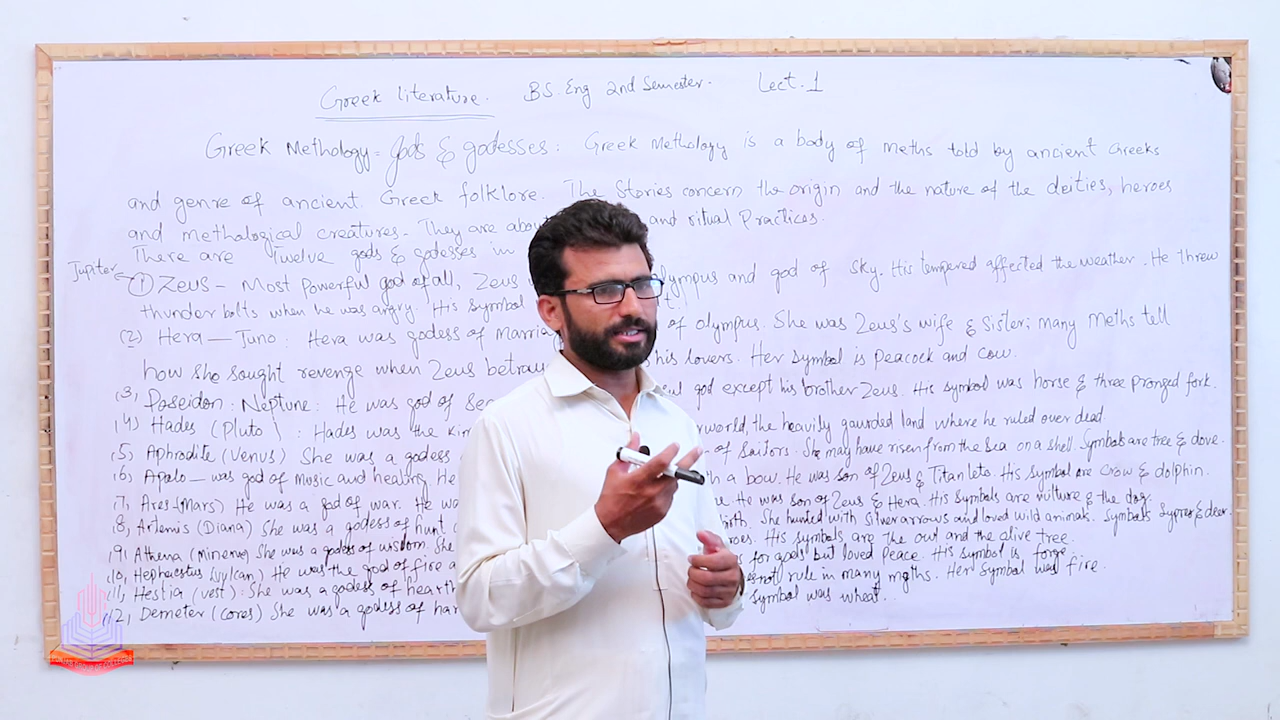 Greek Literature. BS. Eng 2nd Semester. Lect. 1
Greek Methology = gods & godesses: Greek Methology is a body of meths told by ancient Greeks
and genre of ancient Greek folklore. The Stories concern the origin and the nature of the deities, heroes
and methological creatures. They are about and ritual Practices.
There are Twelve gods & godesses in
Jupiter
① Zeus - Most powerful god of all, Zeus olympus and god of sky. His tempered affected the weather. He threw
thunder bolts when he was angry. His symbol
(2) Hera - Juno: Hera was godess of marria of olympus. She was Zeus's wife & Sister; many Meths tell
how she sought revenge when Zeus betray his lovers. Her symbol is Peacock and cow.
(3) Poseidon: Neptune: He was god of Sea god except his brother Zeus. His symbol was horse & three pronged fork.
(4) Hades (Pluto): Hades was the Kin rworld, the heavily gaurded land where he ruled over dead.
(5) Aphrodite (Venus) She was a godess of Sailors. She may have risen from the Sea on a shell. Symbols are tree & dove.
(6) Apalo - was god of music and healing. He h a bow. He was son of Zeus & Titan leto. His symbol are Cow & dolphin.
(7) Ares - (Mars) He was a god of war. He wa He was son of Zeus & Hera. His symbols are vulture & the dog.
(8) Artemis (Diana) She was a godess of hunt birth. She hunted with silver arrows and loved wild animals. Symbols Sypres & deer.
(9) Athena (Minerva) She was a godess of wisdom. She roes. His symbols are the owl and the alive tree.
(10) Hephaestus (vulcan) He was the god of fire a for gods but loved Peace. His symbol is forge.
(11) Hestia (vest): She was a godess of hearth not rule in many myths. Her Symbol was fire.
(12) Demeter (cores) She was a godess of har symbol was wheat.